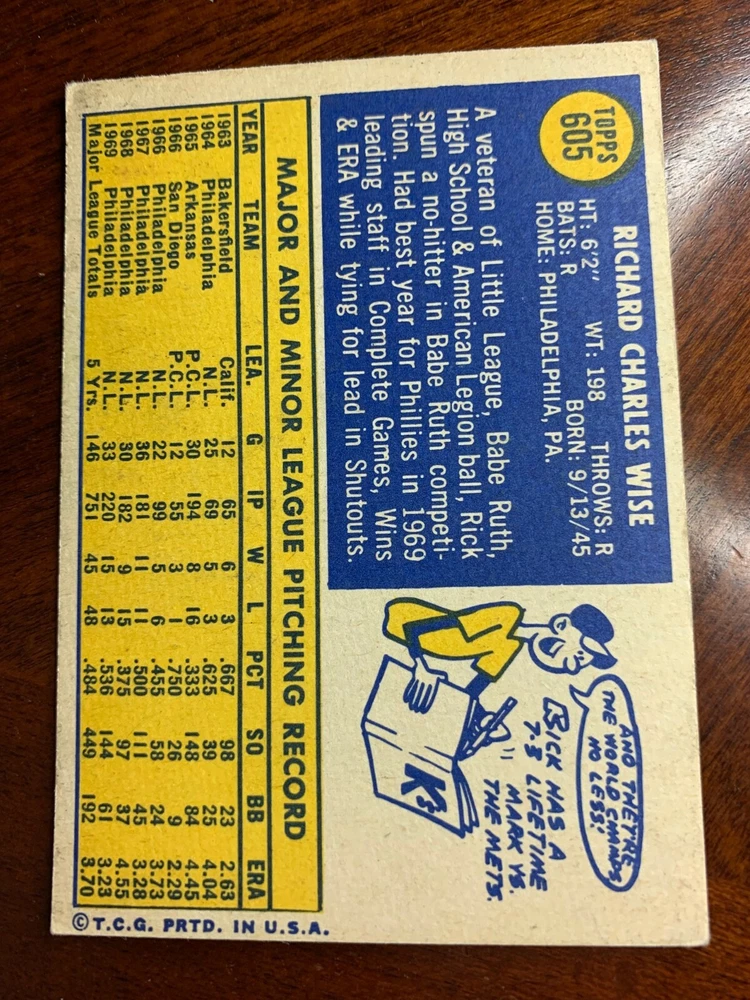 TOPPS
605
RICHARD CHARLES WISE
HT: 6'2" WT: 198 THROWS: R
BATS: R BORN: 9/13/45
HOME: PHILADELPHIA, PA.
A veteran of Little League, Babe Ruth,
High School & American Legion ball, Rick
spun a no-hitter in Babe Ruth competi-
tion. Had best year for Phillies in 1969
leading staff in Complete Games, Wins
& ERA while tying for lead in Shutouts.
AND THEY'RE
THE WORLD CHAMPS
NO LESS!
RICK HAS A
7-3 LIFETIME
MARK VS.
THE METS.
K's
MAJOR AND MINOR LEAGUE PITCHING RECORD
YEAR TEAM LEA. G IP W L PCT SO BB ERA
1963 Bakersfield Calif. 12 65 6 3 .667 98 23 2.63
1964 Philadelphia N.L. 25 69 5 3 .625 39 25 4.04
1965 Arkansas P.C.L. 30 194 8 16 .333 148 84 4.45
1966 San Diego P.C.L. 12 55 3 1 .750 26 9 2.29
1966 Philadelphia N.L. 22 99 5 6 .455 58 24 3.73
1967 Philadelphia N.L. 36 181 11 11 .500 111 45 3.28
1968 Philadelphia N.L. 30 182 9 15 .375 97 37 4.55
1969 Philadelphia N.L. 33 220 15 13 .536 144 61 3.23
Major League Totals 5 Yrs. 146 751 45 48 .484 449 192 3.70
© T.C.G. PRTD. IN U.S.A.